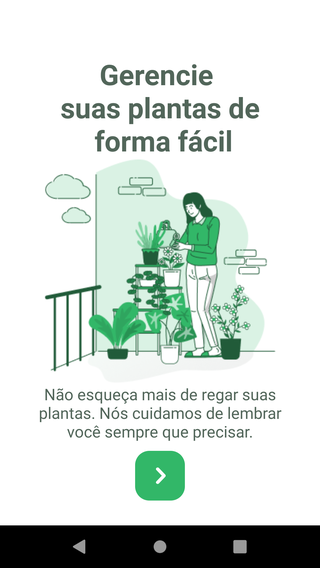 Gerencie
suas plantas de
forma fácil
Não esqueça mais de regar suas
plantas. Nós cuidamos de lembrar
você sempre que precisar.